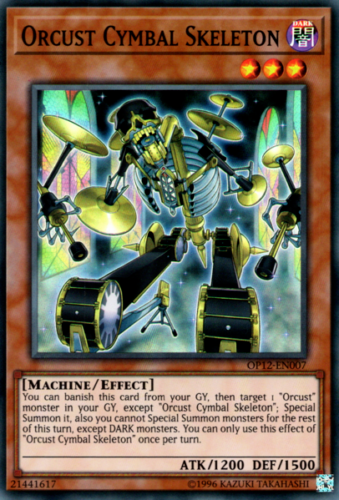 ORCUST CYMBAL SKELETON
DARK
闇
OP12-EN007
[MACHINE/EFFECT]
You can banish this card from your GY, then target 1 "Orcust"
monster in your GY, except "Orcust Cymbal Skeleton"; Special
Summon it, also you cannot Special Summon monsters for the rest
of this turn, except DARK monsters. You can only use this effect of
"Orcust Cymbal Skeleton" once per turn.
ATK/1200 DEF/1500
21441617
©1996 KAZUKI TAKAHASHI